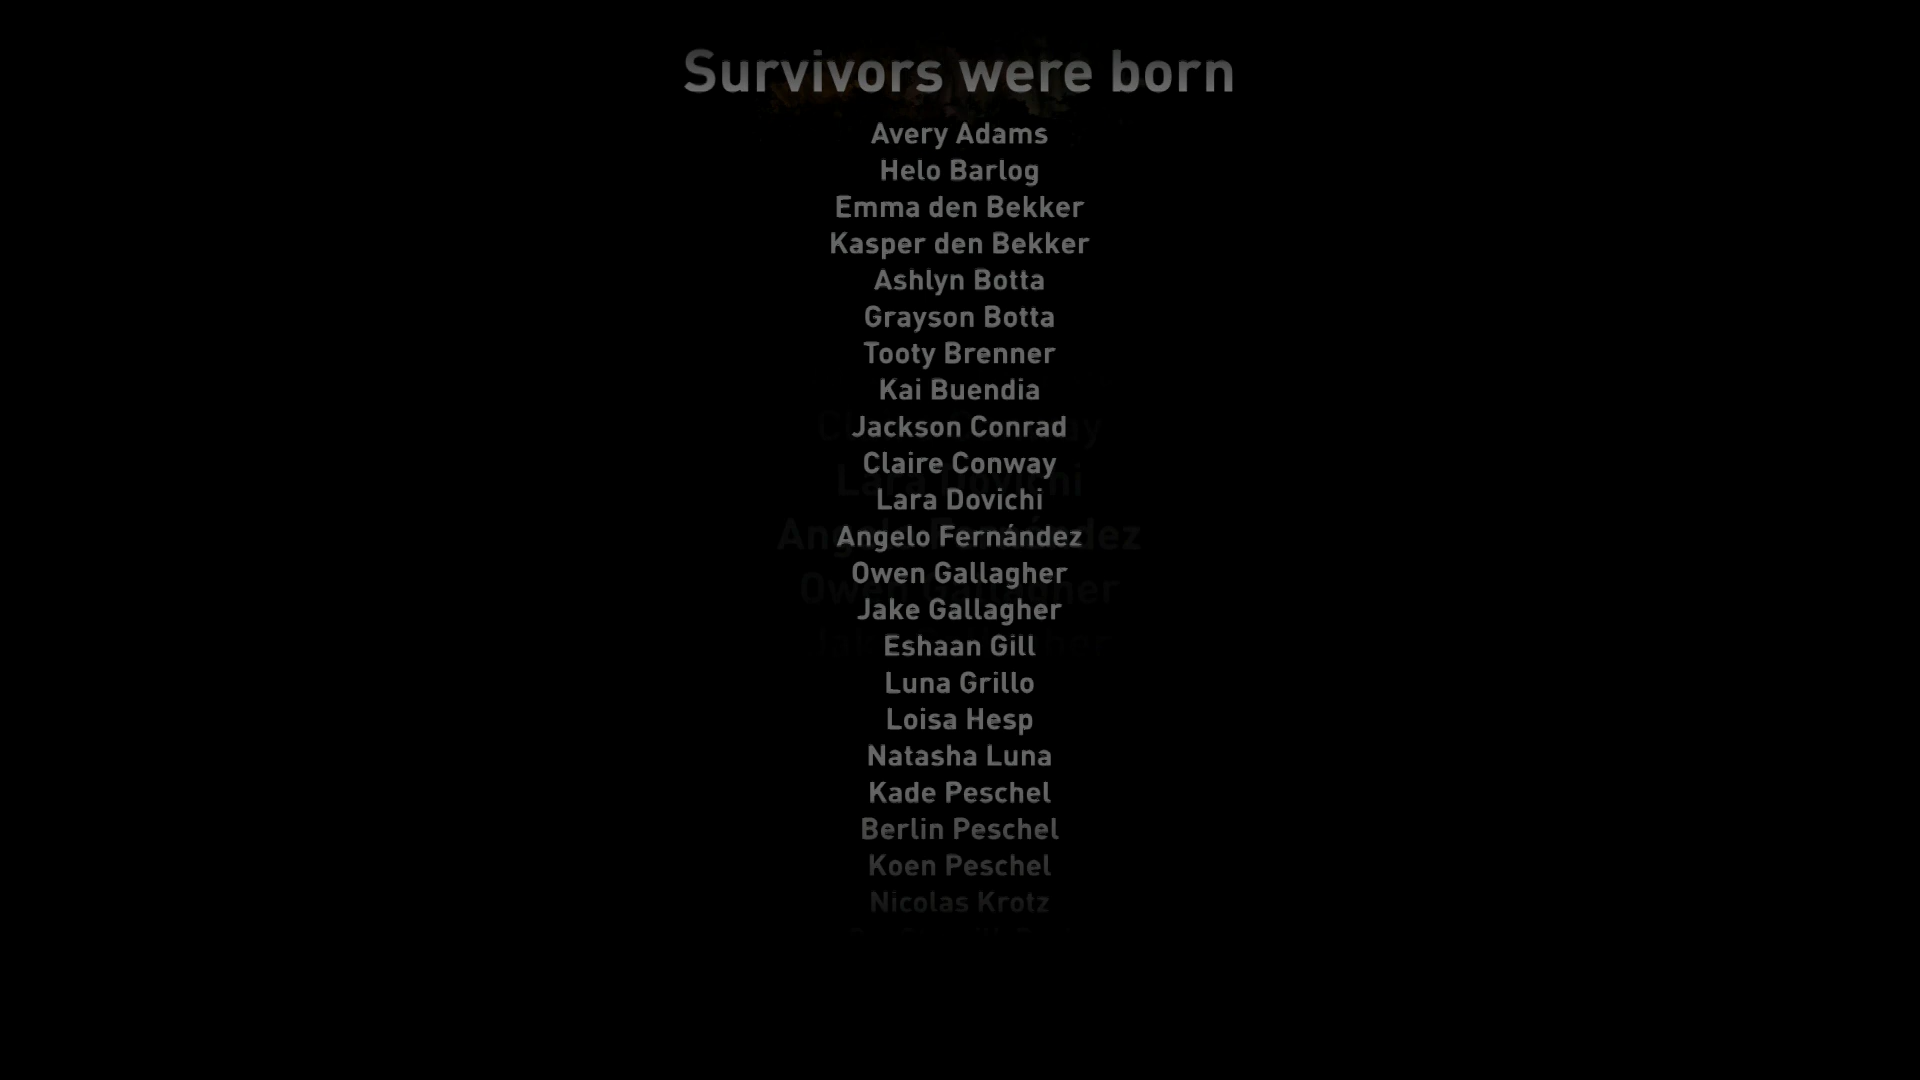 Survivors were born
Avery Adams
Helo Barlog
Emma den Bekker
Kasper den Bekker
Ashlyn Botta
Grayson Botta
Tooty Brenner
Kai Buendia
Jackson Conrad
Claire Conway
Lara Dovichi
Angelo Fernández
Owen Gallagher
Jake Gallagher
Eshaan Gill
Luna Grillo
Loisa Hesp
Natasha Luna
Kade Peschel
Berlin Peschel
Koen Peschel
Nicolas Krotz